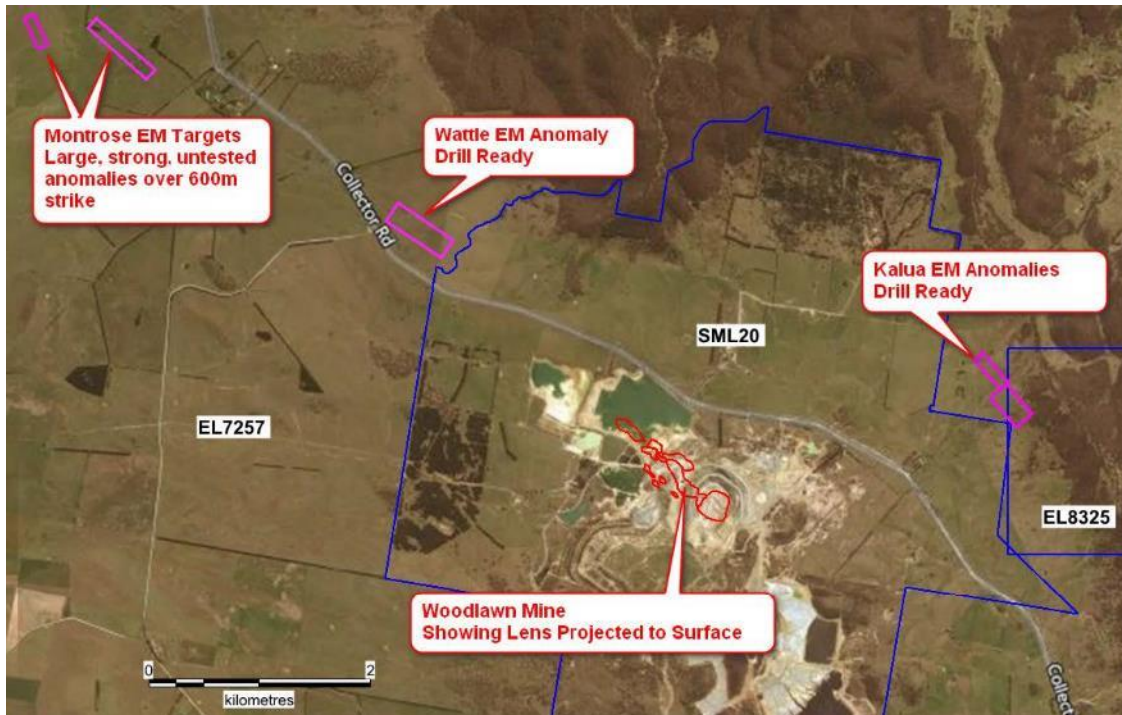 Montrose EM Targets
Large, strong, untested
anomalies over 600m
strike
Wattle EM Anomaly
Drill Ready
Collector Rd
Kalua EM Anomalies
Drill Ready
SML20
EL7257
EL8325
Woodlawn Mine
Showing Lens Projected to Surface
0 2
kilometres
Collect